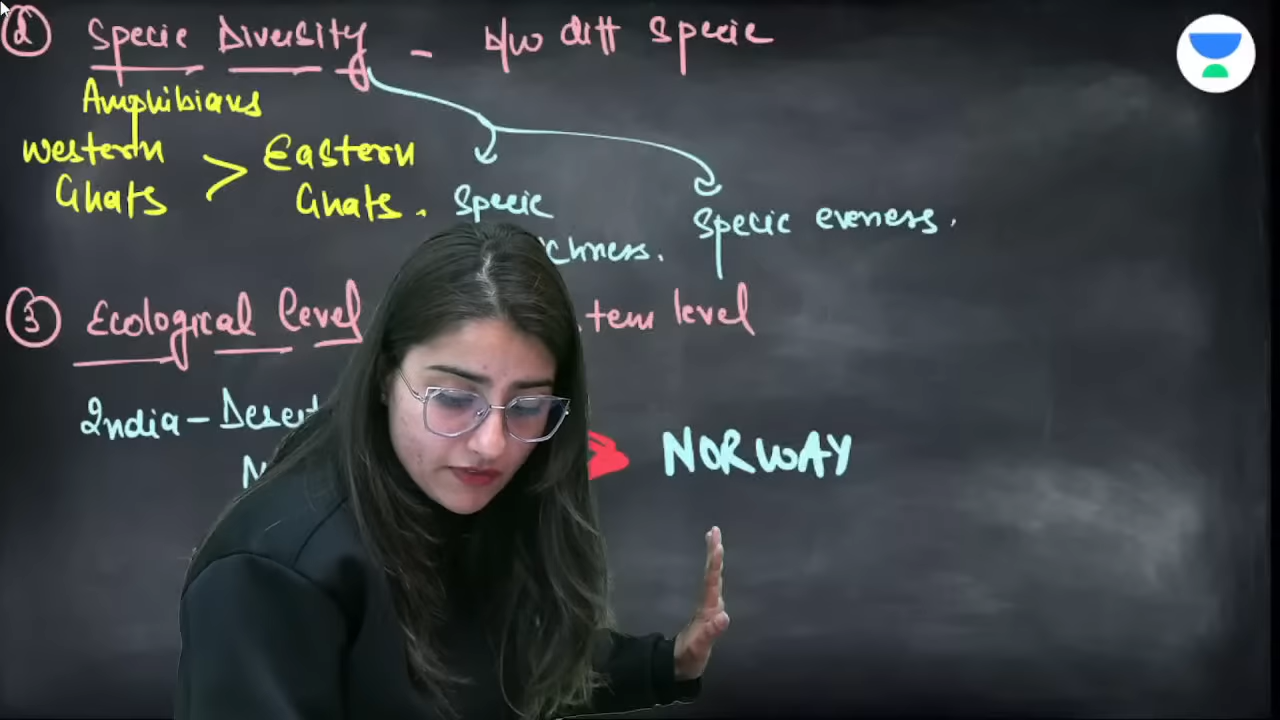 ② Specie Diversity - b/w diff specie
Amphibians
Western Ghats > Eastern Ghats.
Specie
chness.
Specie eveness.
③ Ecological level
tem level
India - Desert
NORWAY